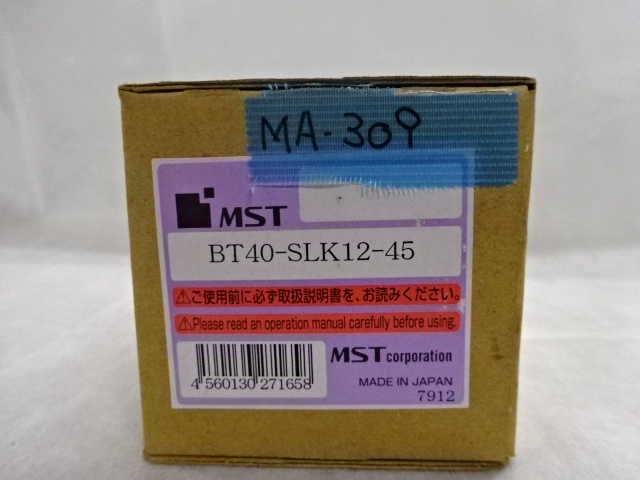 MA-309
MST
BT40-SLK12-45
⚠ご使用前に必ず取扱説明書を、お読みください。
⚠Please read an operation manual carefully before using.
4 560130 271658
MST corporation
MADE IN JAPAN
7912